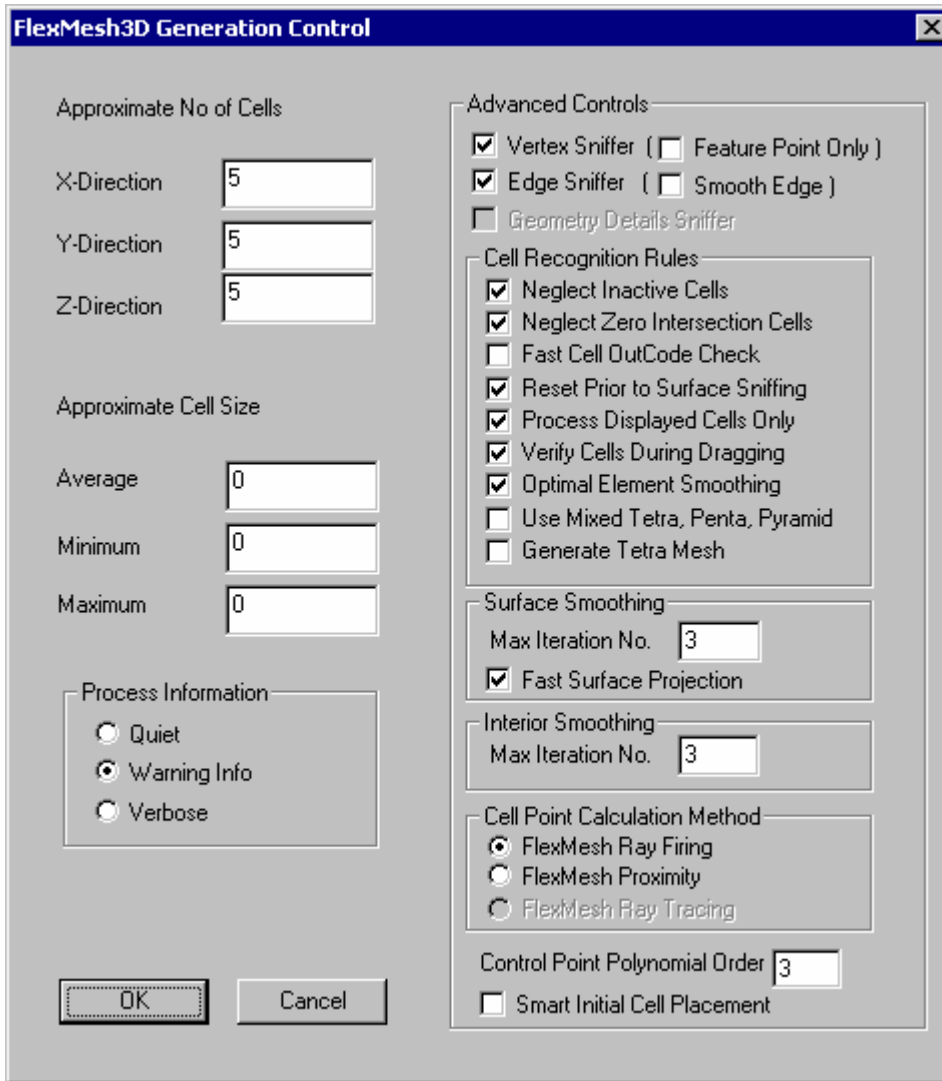 FlexMesh3D Generation Control
Approximate No of Cells
X-Direction 5
Y-Direction 5
Z-Direction 5
Approximate Cell Size
Average 0
Minimum 0
Maximum 0
Process Information
Quiet
Warning Info
Verbose
OK
Cancel
Advanced Controls
Vertex Sniffer ( Feature Point Only )
Edge Sniffer ( Smooth Edge )
Geometry Details Sniffer
Cell Recognition Rules
Neglect Inactive Cells
Neglect Zero Intersection Cells
Fast Cell OutCode Check
Reset Prior to Surface Sniffing
Process Displayed Cells Only
Verify Cells During Dragging
Optimal Element Smoothing
Use Mixed Tetra, Penta, Pyramid
Generate Tetra Mesh
Surface Smoothing
Max Iteration No. 3
Fast Surface Projection
Interior Smoothing
Max Iteration No. 3
Cell Point Calculation Method
FlexMesh Ray Firing
FlexMesh Proximity
FlexMesh Ray Tracing
Control Point Polynomial Order 3
Smart Initial Cell Placement